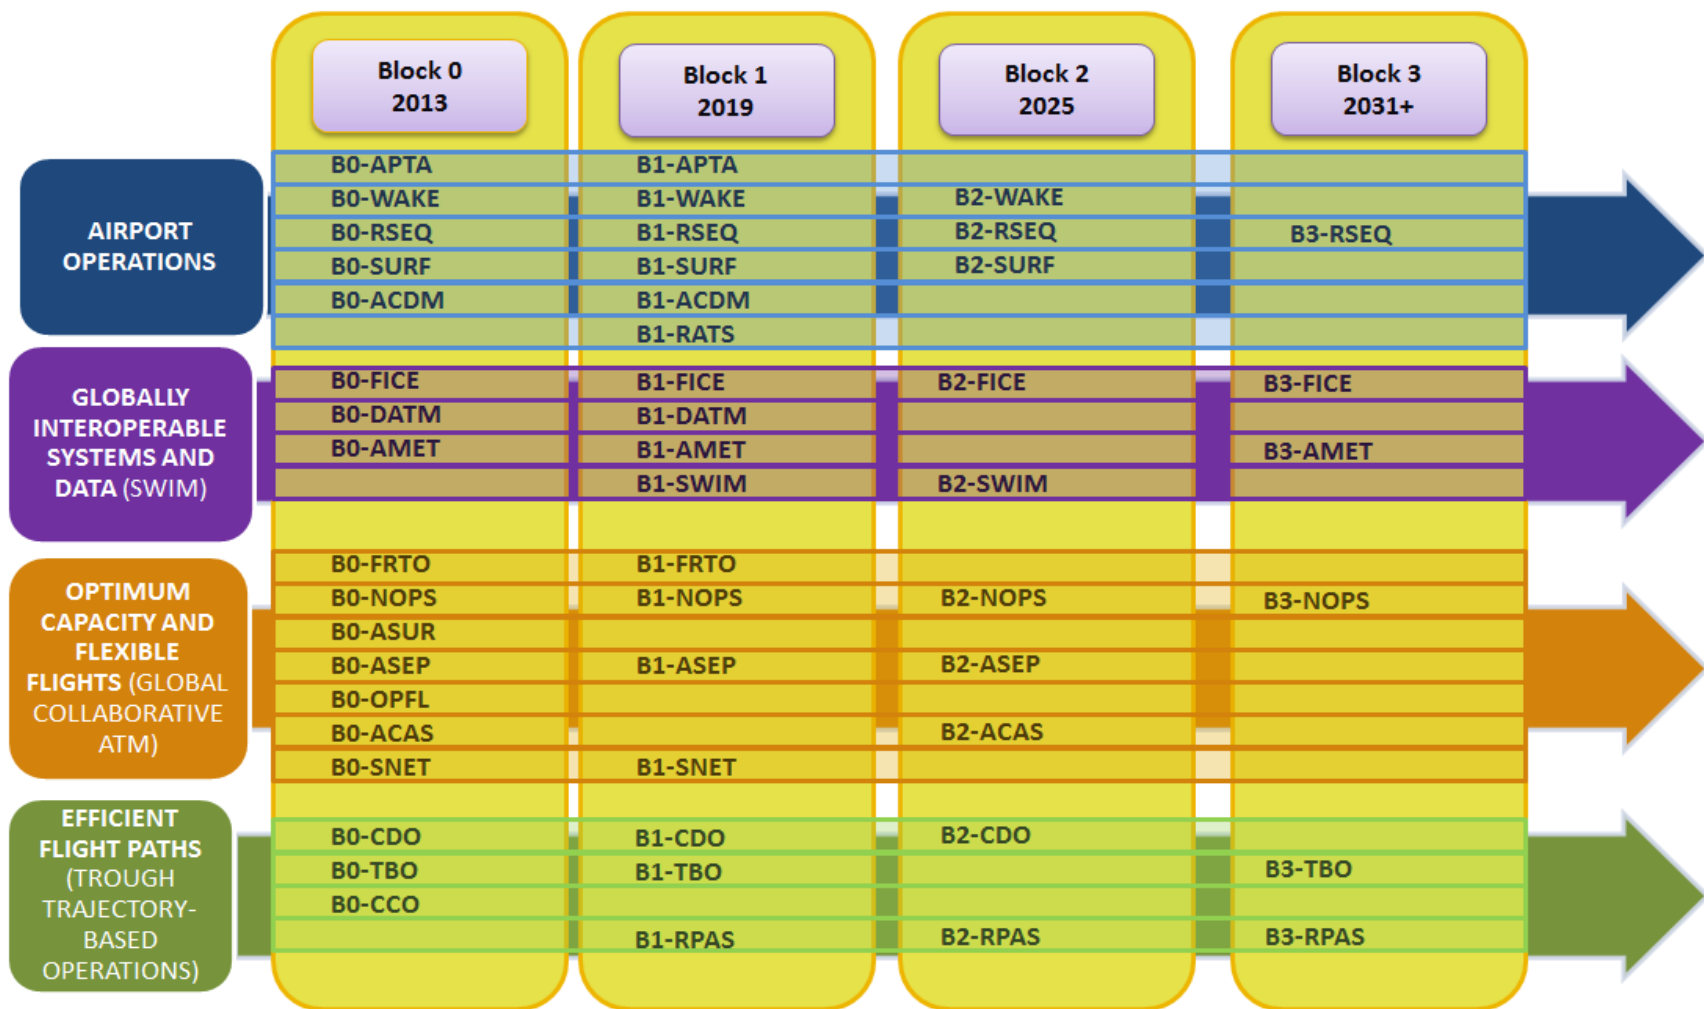 Block 0
2013
Block 1
2019
Block 2
2025
Block 3
2031+
AIRPORT
OPERATIONS
B0-APTA
B1-APTA
B0-WAKE
B1-WAKE
B2-WAKE
B0-RSEQ
B1-RSEQ
B2-RSEQ
B3-RSEQ
B0-SURF
B1-SURF
B2-SURF
B0-ACDM
B1-ACDM
B1-RATS
GLOBALLY
INTEROPERABLE
SYSTEMS AND
DATA (SWIM)
B0-FICE
B1-FICE
B2-FICE
B3-FICE
B0-DATM
B1-DATM
B0-AMET
B1-AMET
B3-AMET
B1-SWIM
B2-SWIM
OPTIMUM
CAPACITY AND
FLEXIBLE
FLIGHTS (GLOBAL
COLLABORATIVE
ATM)
B0-FRTO
B1-FRTO
B0-NOPS
B1-NOPS
B2-NOPS
B3-NOPS
B0-ASUR
B0-ASEP
B1-ASEP
B2-ASEP
B0-OPFL
B0-ACAS
B2-ACAS
B0-SNET
B1-SNET
EFFICIENT
FLIGHT PATHS
(TROUGH
TRAJECTORY-
BASED
OPERATIONS)
B0-CDO
B1-CDO
B2-CDO
B0-TBO
B1-TBO
B3-TBO
B0-CCO
B1-RPAS
B2-RPAS
B3-RPAS